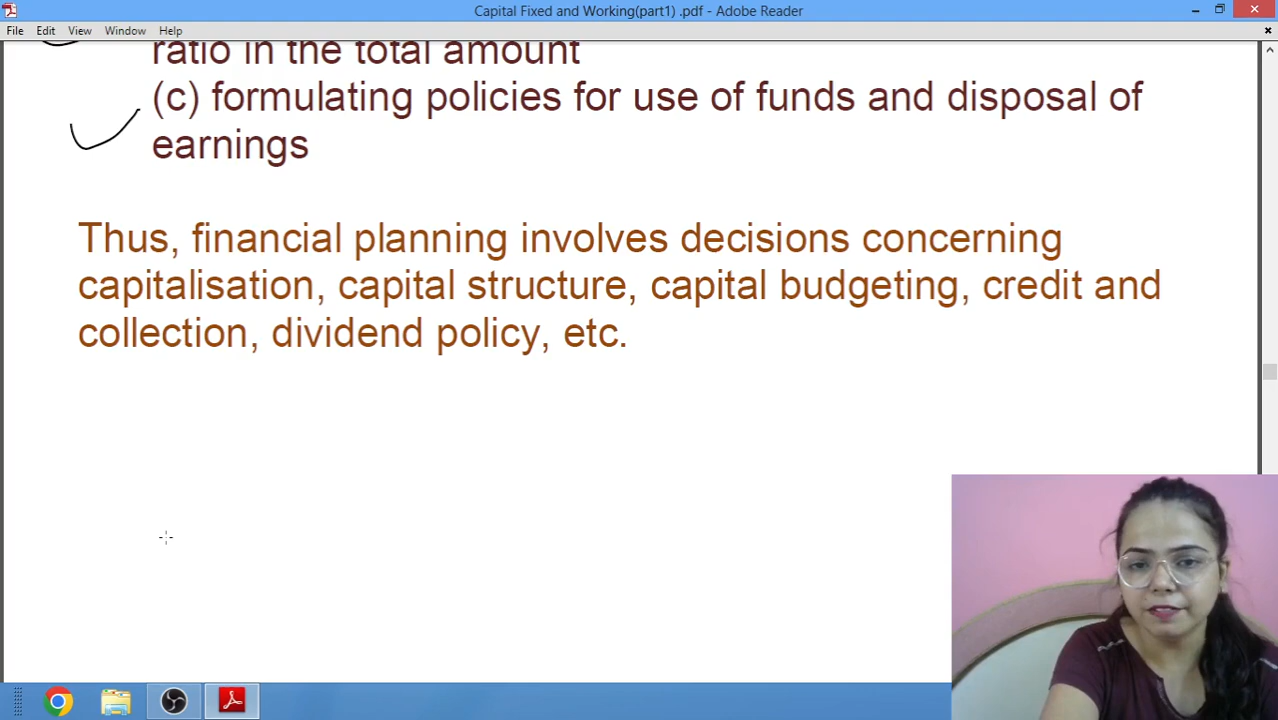 Capital Fixed and Working(part1) .pdf - Adobe Reader
File Edit View Window Help
ratio in the total amount
(c) formulating policies for use of funds and disposal of
earnings
Thus, financial planning involves decisions concerning
capitalisation, capital structure, capital budgeting, credit and
collection, dividend policy, etc.